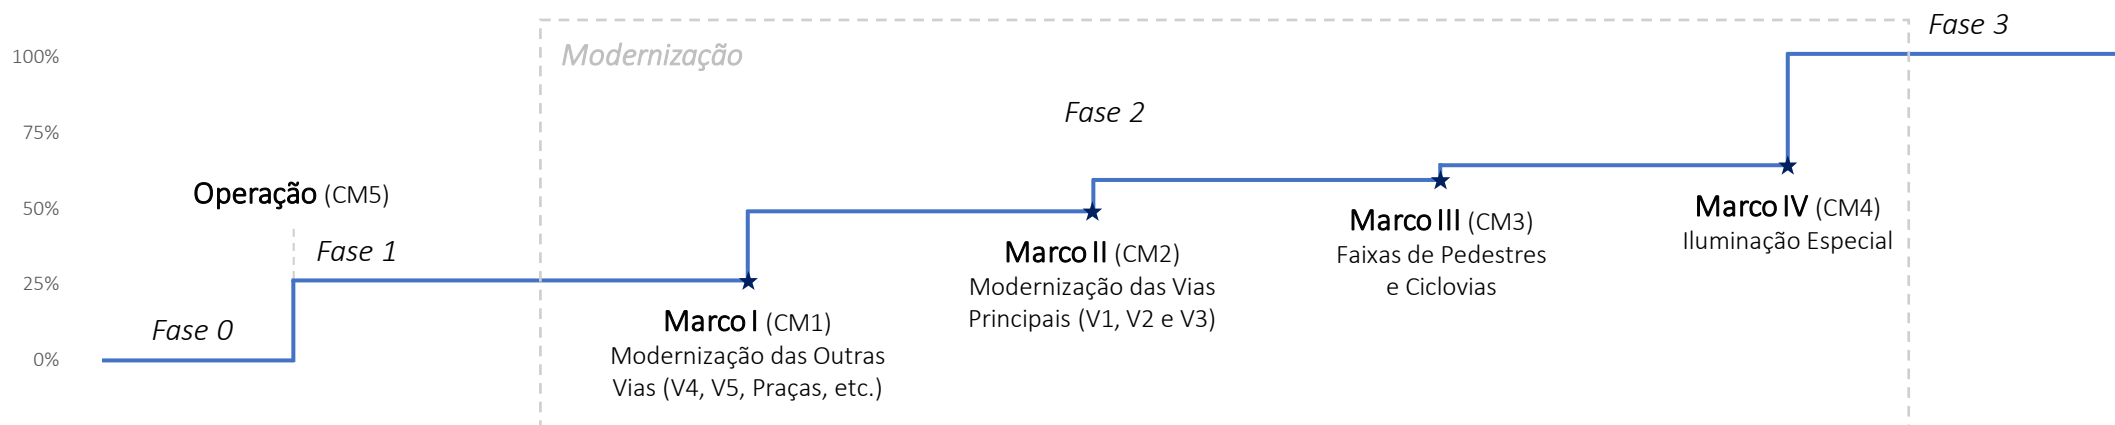 Fase 3
Modernização
100%
Fase 2
75%
Operação (CM5)
50%
Marco IV (CM4)
Iluminação Especial
Marco III (CM3)
Faixas de Pedestres
e Ciclovias
Marco II (CM2)
Modernização das Vias
Principais (V1, V2 e V3)
Fase 1
25%
Marco I (CM1)
Modernização das Outras
Vias (V4, V5, Praças, etc.)
Fase 0
0%